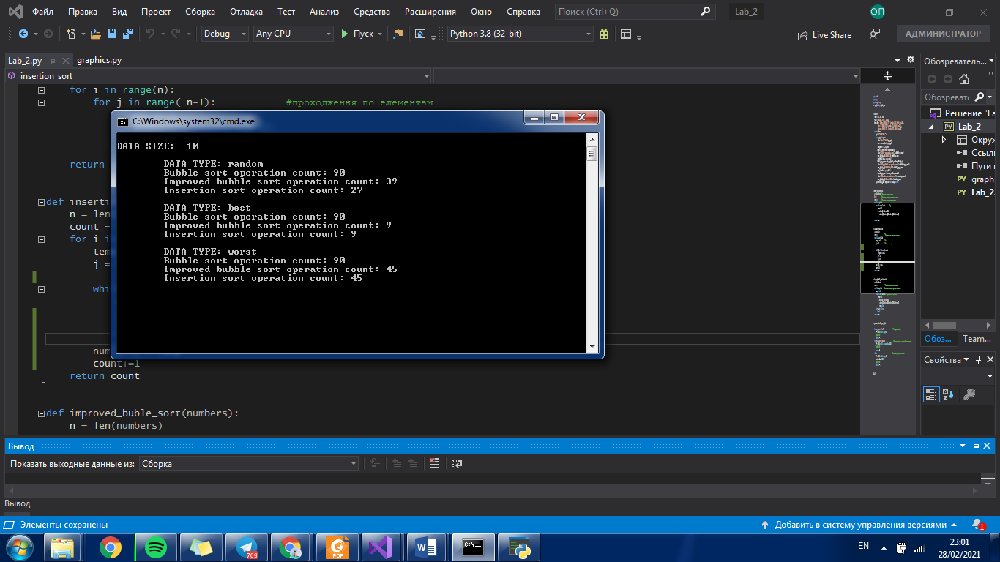 Файл Правка Вид Проект Сборка Отладка Тест Анализ Средства Расширения Окно Справка Поиск (Ctrl+Q) Lab_2 ОП
Debug Any CPU Пуск Python 3.8 (32-bit) Live Share АДМИНИСТРАТОР
Lab_2.py graphics.py Обозреватель...
insertion_sort
for i in range(n):
for j in range( n-1): #проходження по елементам
return
def inserti
n = len
count =
for i i
tem
j =
whi
num
count+=1
return count
def improved_buble_sort(numbers):
n = len(numbers)
C:\Windows\system32\cmd.exe
DATA SIZE: 10
DATA TYPE: random
Bubble sort operation count: 90
Improved bubble sort operation count: 39
Insertion sort operation count: 27
DATA TYPE: best
Bubble sort operation count: 90
Improved bubble sort operation count: 9
Insertion sort operation count: 9
DATA TYPE: worst
Bubble sort operation count: 90
Improved bubble sort operation count: 45
Insertion sort operation count: 45
Обозревате
Решение "La
Lab_2
Окруж
Ссыл
Пути п
graph
Lab_2.
Обоз... Team...
Свойства
Вывод
Показать выходные данные из: Сборка
Вывод
Элементы сохранены Добавить в систему управления версиями 1
709 PDF EN 23:01
28/02/2021